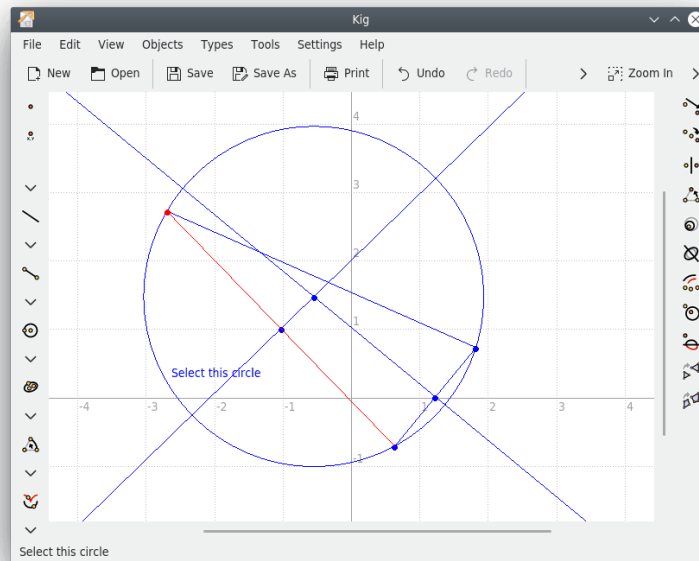 Kig
File Edit View Objects Types Tools Settings Help
New Open Save Save As Print Undo Redo Zoom In
4
3
2
1
Select this circle
-4 -3 -2 -1 1 2 3 4
-1
Select this circle